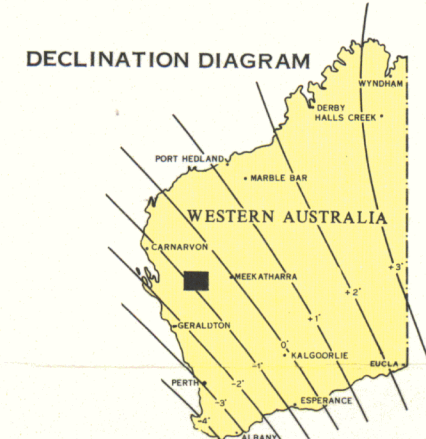 DECLINATION DIAGRAM
WYNDHAM
DERBY
HALLS CREEK
PORT HEDLAND
MARBLE BAR
WESTERN AUSTRALIA
CARNARVON
+3°
MEEKATHARRA
+2°
+1°
GERALDTON
0°
KALGOORLIE
EUCLA
-1°
PERTH
-2°
ESPERANCE
-3°
-4°
ALBANY